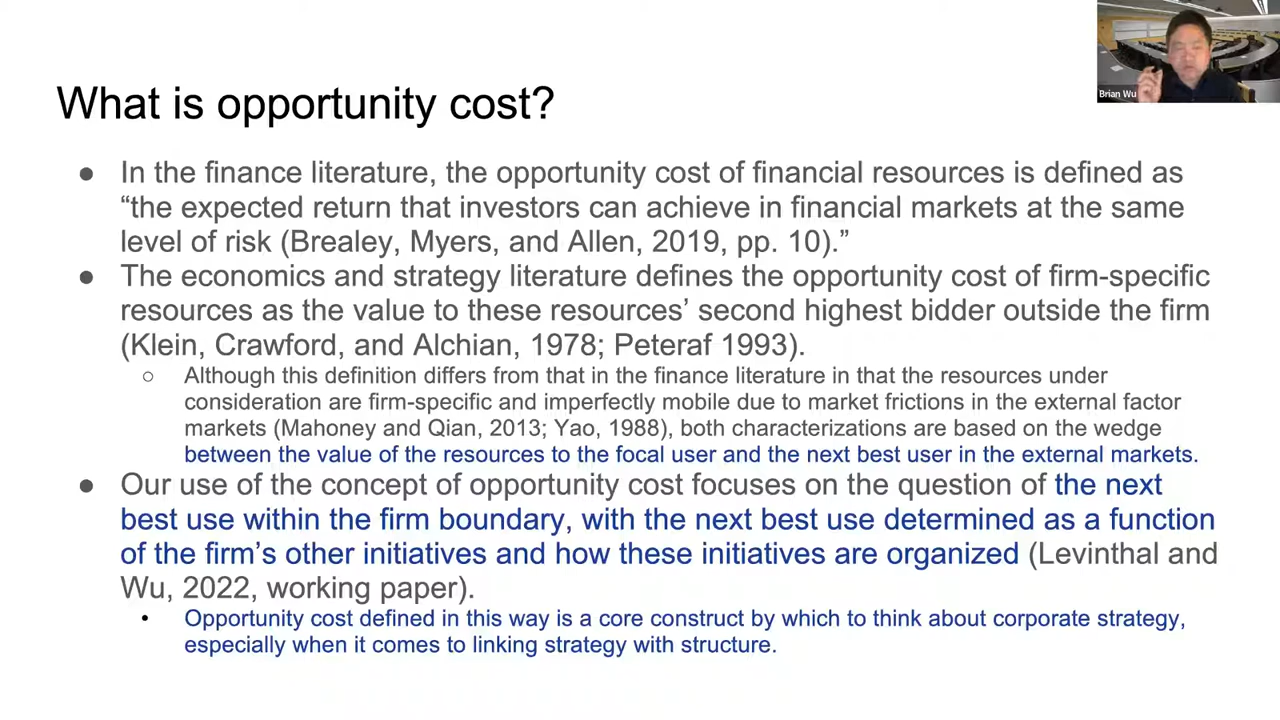 Brian Wu
What is opportunity cost?
● In the finance literature, the opportunity cost of financial resources is defined as
“the expected return that investors can achieve in financial markets at the same
level of risk (Brealey, Myers, and Allen, 2019, pp. 10).”
● The economics and strategy literature defines the opportunity cost of firm-specific
resources as the value to these resources’ second highest bidder outside the firm
(Klein, Crawford, and Alchian, 1978; Peteraf 1993).
○ Although this definition differs from that in the finance literature in that the resources under
consideration are firm-specific and imperfectly mobile due to market frictions in the external factor
markets (Mahoney and Qian, 2013; Yao, 1988), both characterizations are based on the wedge
between the value of the resources to the focal user and the next best user in the external markets.
● Our use of the concept of opportunity cost focuses on the question of the next
best use within the firm boundary, with the next best use determined as a function
of the firm’s other initiatives and how these initiatives are organized (Levinthal and
Wu, 2022, working paper).
• Opportunity cost defined in this way is a core construct by which to think about corporate strategy,
especially when it comes to linking strategy with structure.